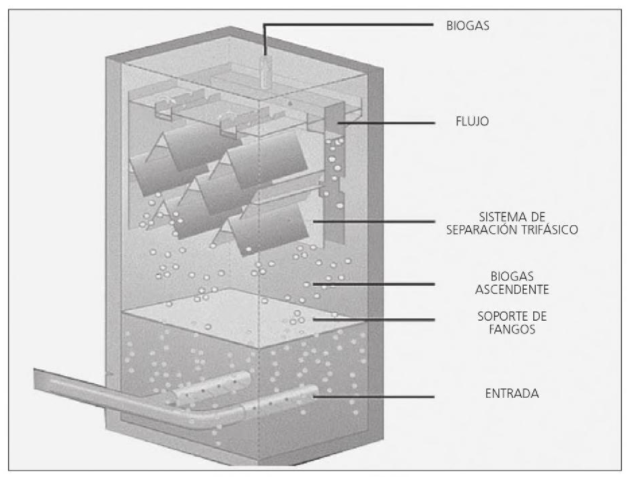 BIOGAS
FLUJO
SISTEMA DE
SEPARACIÓN TRIFÁSICO
BIOGAS
ASCENDENTE
SOPORTE DE
FANGOS
ENTRADA